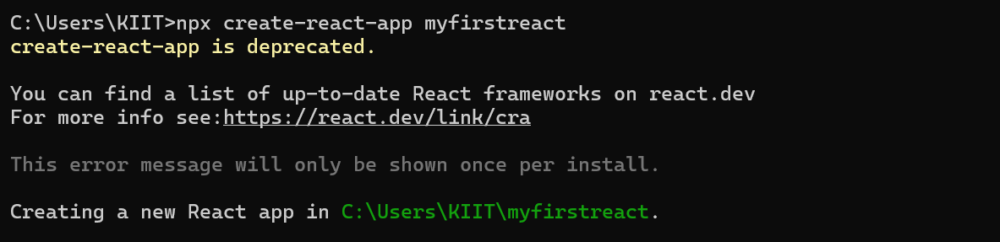 C:\Users\KIIT>npx create-react-app myfirstreact
create-react-app is deprecated.
You can find a list of up-to-date React frameworks on react.dev
For more info see:https://react.dev/link/cra
This error message will only be shown once per install.
Creating a new React app in C:\Users\KIIT\myfirstreact.